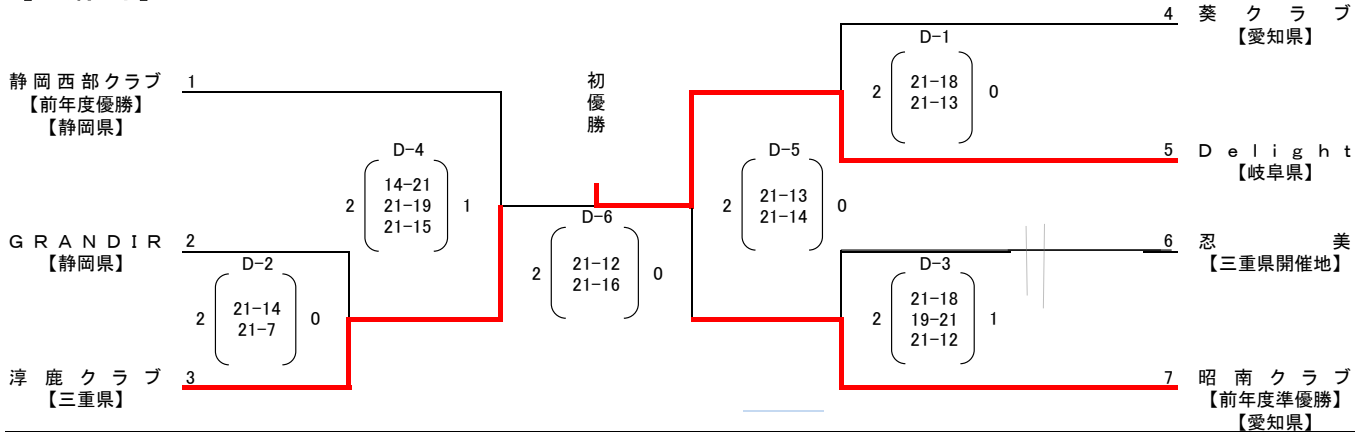 4 葵クラブ
【愛知県】
D-1
2 21-18 0
21-13
5 Delight
【岐阜県】
静岡西部クラブ 1
【前年度優勝】
【静岡県】
初優勝
D-4
14-21
2 21-19 1
21-15
D-5
2 21-13 0
21-14
GRANDIR 2
【静岡県】
D-2
2 21-14 0
21-7
淳鹿クラブ 3
【三重県】
D-6
2 21-12 0
21-16
6 忍美
【三重県開催地】
D-3
21-18
2 19-21 1
21-12
7 昭南クラブ
【前年度準優勝】
【愛知県】